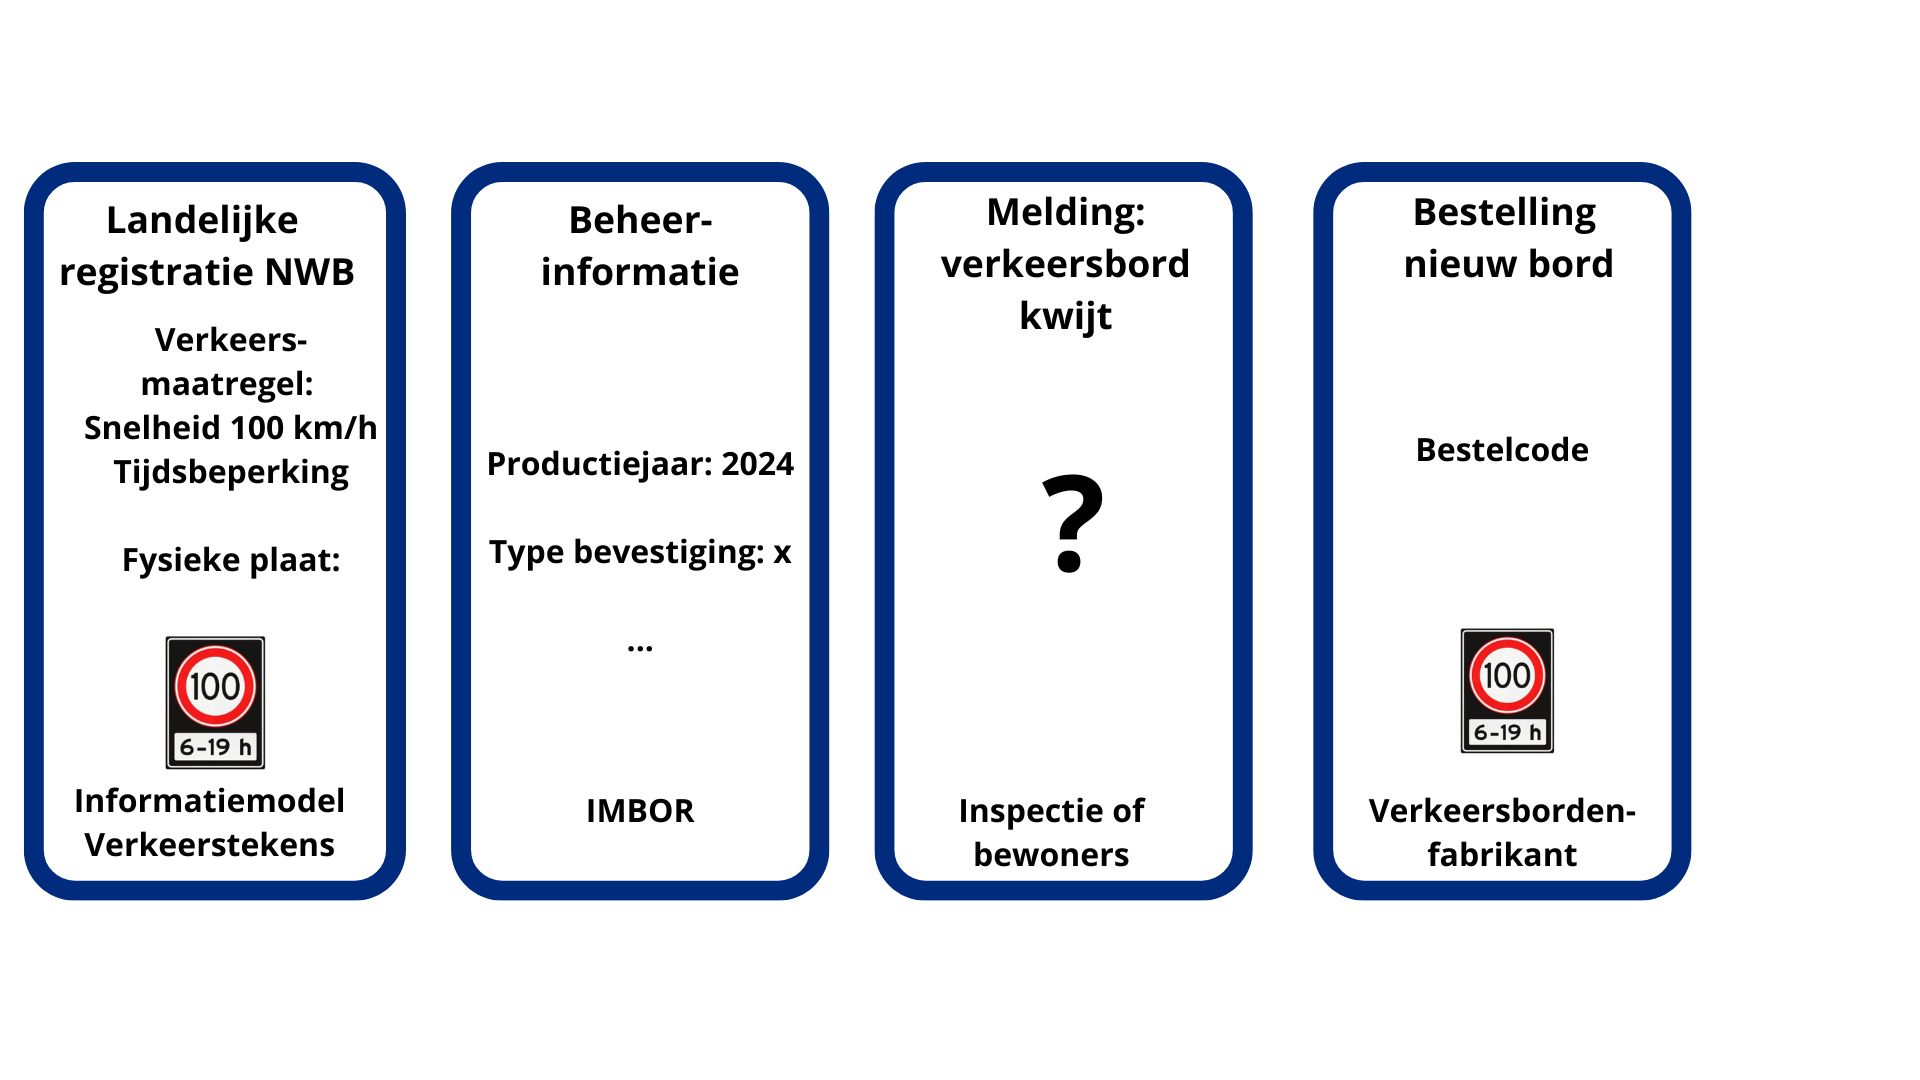 Landelijke
registratie NWB
Verkeers-
maatregel:
Snelheid 100 km/h
Tijdsbeperking
Fysieke plaat:
100
6-19 h
Informatiemodel
Verkeerstekens
Beheer-
informatie
Productiejaar: 2024
Type bevestiging: x
...
IMBOR
Melding:
verkeersbord
kwijt
?
Inspectie of
bewoners
Bestelling
nieuw bord
Bestelcode
100
6-19 h
Verkeersborden-
fabrikant